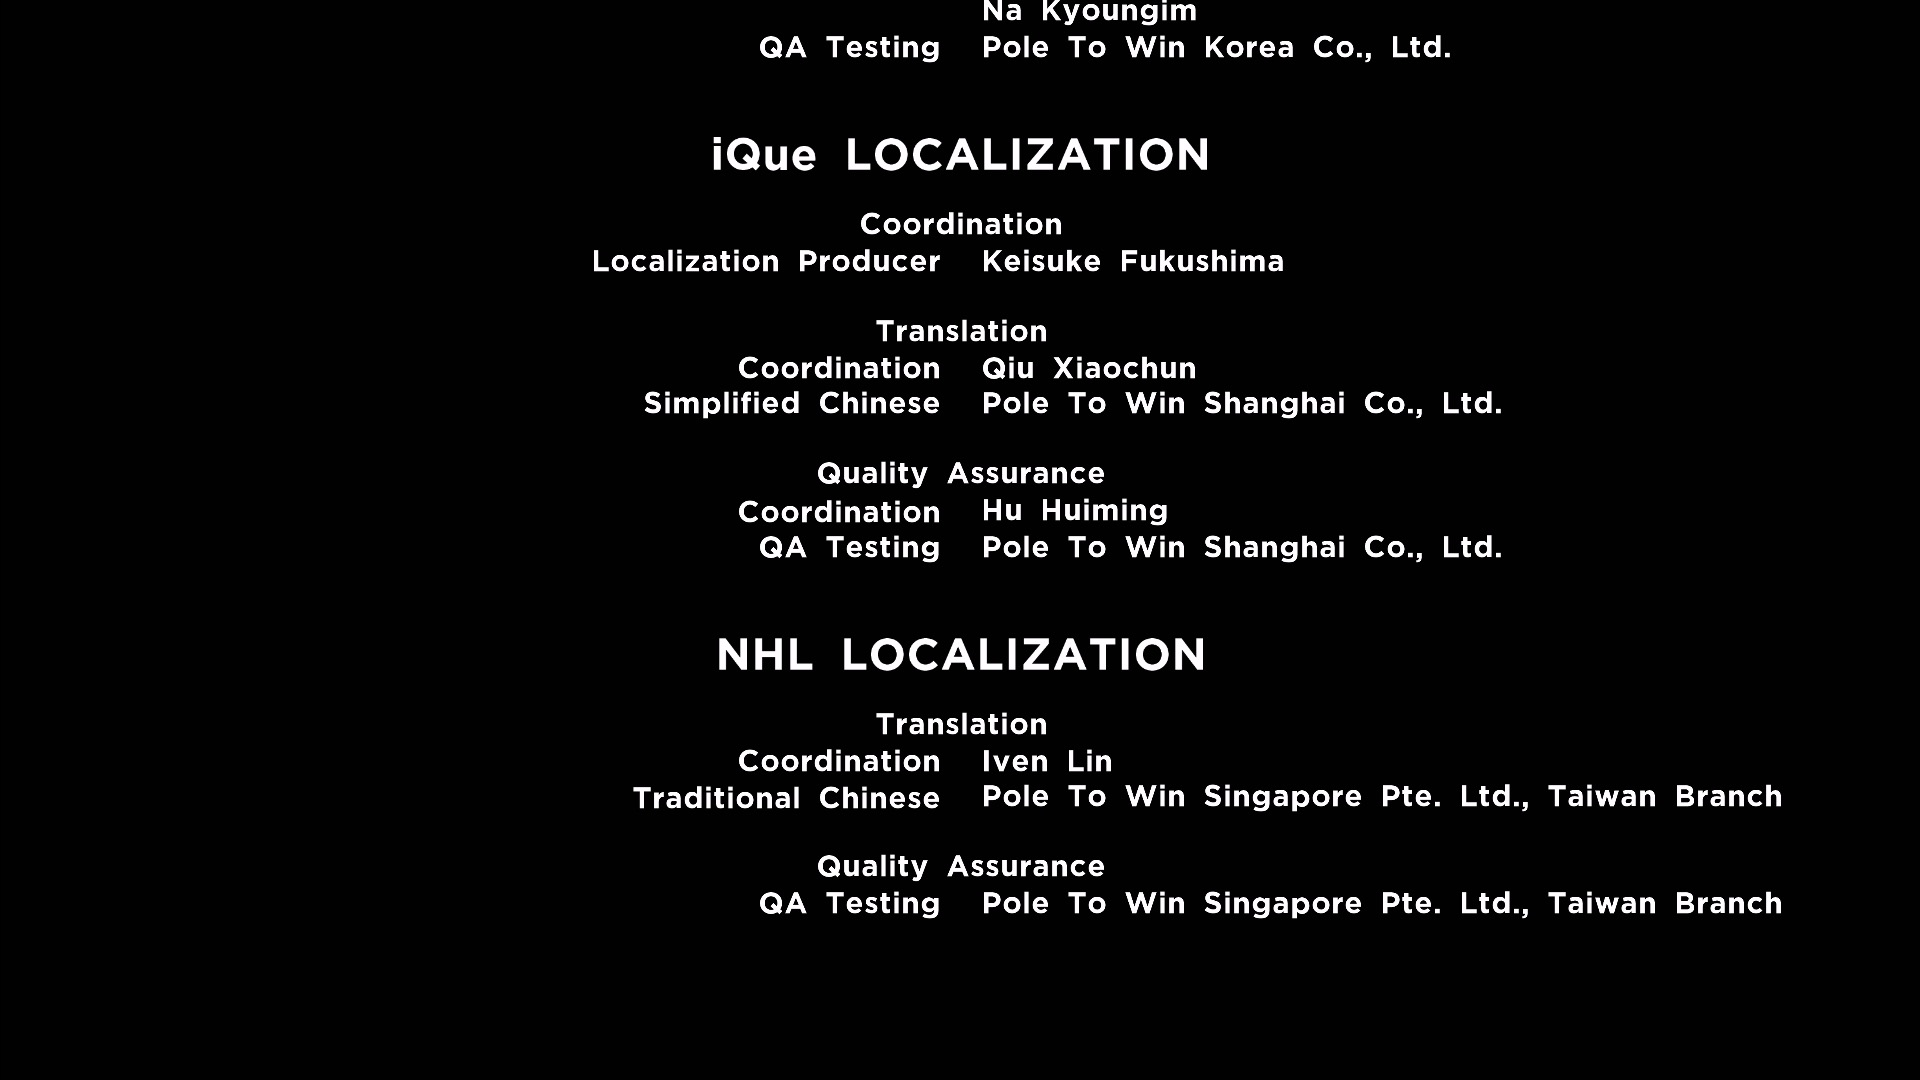 Na Kyoungim
QA Testing Pole To Win Korea Co., Ltd.
iQue LOCALIZATION
Coordination
Localization Producer Keisuke Fukushima
Translation
Coordination Qiu Xiaochun
Simplified Chinese Pole To Win Shanghai Co., Ltd.
Quality Assurance
Coordination Hu Huiming
QA Testing Pole To Win Shanghai Co., Ltd.
NHL LOCALIZATION
Translation
Coordination Iven Lin
Traditional Chinese Pole To Win Singapore Pte. Ltd., Taiwan Branch
Quality Assurance
QA Testing Pole To Win Singapore Pte. Ltd., Taiwan Branch